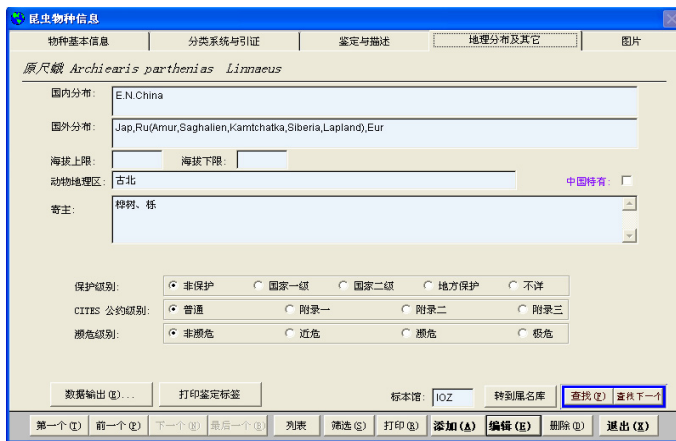 昆虫物种信息
物种基本信息 分类系统与引证 鉴定与描述 地理分布及其它 图片
原尺蛾 Archiearis parthenias Linnaeus
国内分布: E.N.China
国外分布: Jap,Ru(Amur,Saghalien,Kamtchatka,Siberia,Lapland),Eur
海拔上限: 海拔下限:
动物地理区: 古北 中国特有:
寄主: 桦树、栎
保护级别: 非保护 国家一级 国家二级 地方保护 不详
CITES 公约级别: 普通 附录一 附录二 附录三
濒危级别: 非濒危 近危 濒危 极危
数据输出(E)... 打印鉴定标签 标本馆: IOZ 转到属名库 查找(F) 查找下一个
第一个(T) 前一个(P) 下一个(N) 最后一个(B) 列表 筛选(S) 打印(R) 添加(A) 编辑(E) 删除(D) 退出(X)